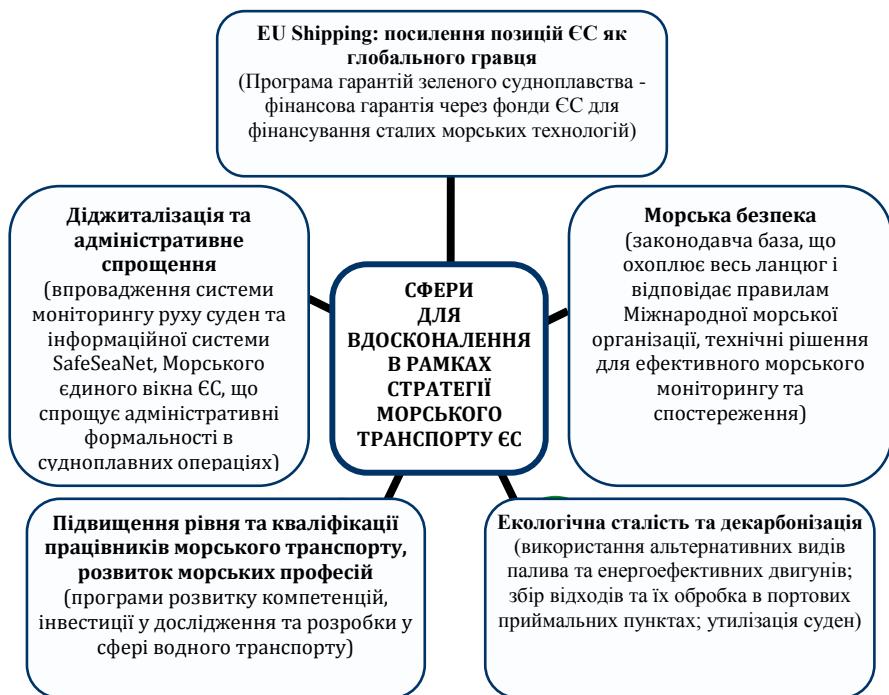 EU Shipping: посилення позицій ЄС як
глобального гравця
(Програма гарантій зеленого судноплавства -
фінансова гарантія через фонди ЄС для
фінансування сталих морських технологій)
Діджиталізація та
адміністративне
спрощення
(впровадження системи
моніторингу руху суден та
інформаційної системи
SafeSeaNet, Морського
єдиного вікна ЄС, що
спрощує адміністративні
формальності в
судноплавних операціях)
СФЕРИ
ДЛЯ
ВДОСКОНАЛЕННЯ
В РАМКАХ
СТРАТЕГІЇ
МОРСЬКОГО
ТРАНСПОРТУ ЄС
Морська безпека
(законодавча база, що
охоплює весь ланцюг і
відповідає правилам
Міжнародної морської
організації, технічні рішення
для ефективного морського
моніторингу та
спостереження)
Підвищення рівня та кваліфікації
працівників морського транспорту,
розвиток морських професій
(програми розвитку компетенцій,
інвестиції у дослідження та розробки у
сфері водного транспорту)
Екологічна сталість та декарбонізація
(використання альтернативних видів
палива та енергоефективних двигунів;
збір відходів та їх обробка в портових
приймальних пунктах; утилізація суден)